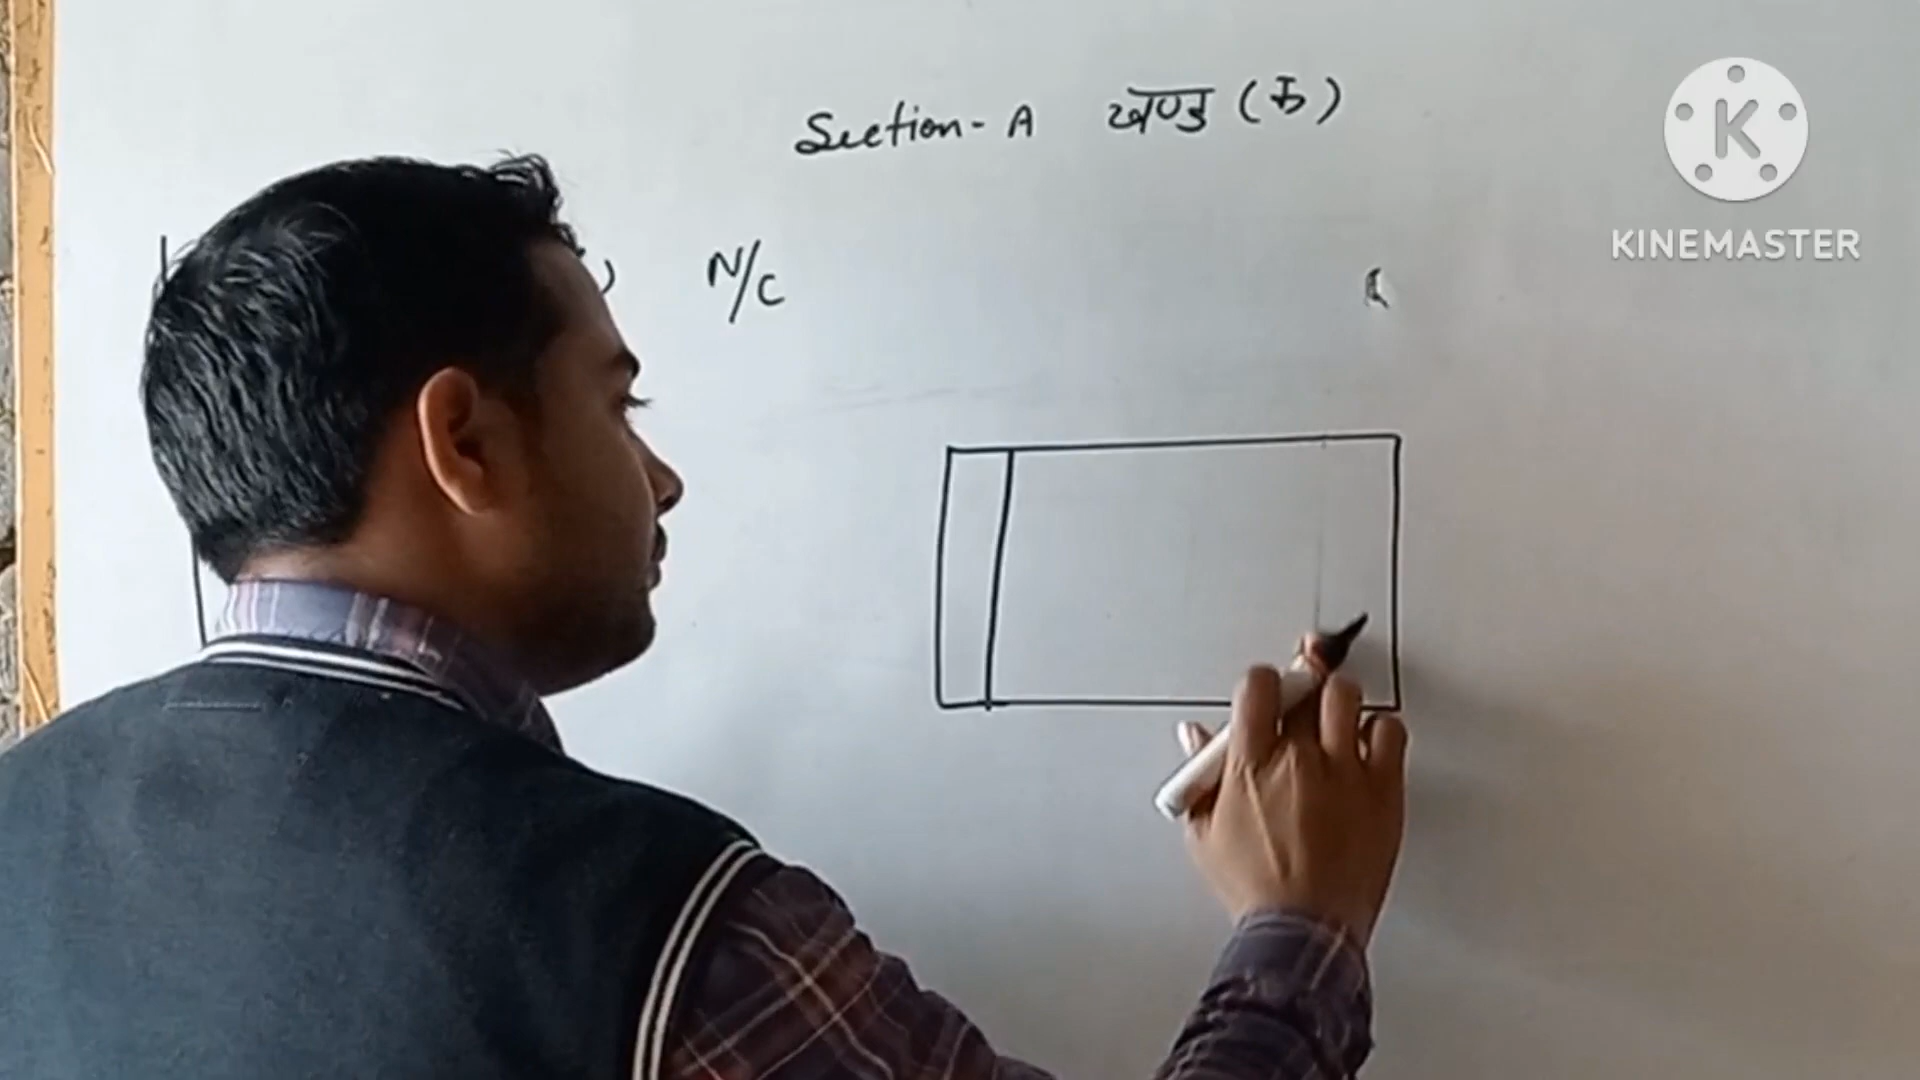 Section-A खण्ड (क)
N/C
K
KINEMASTER